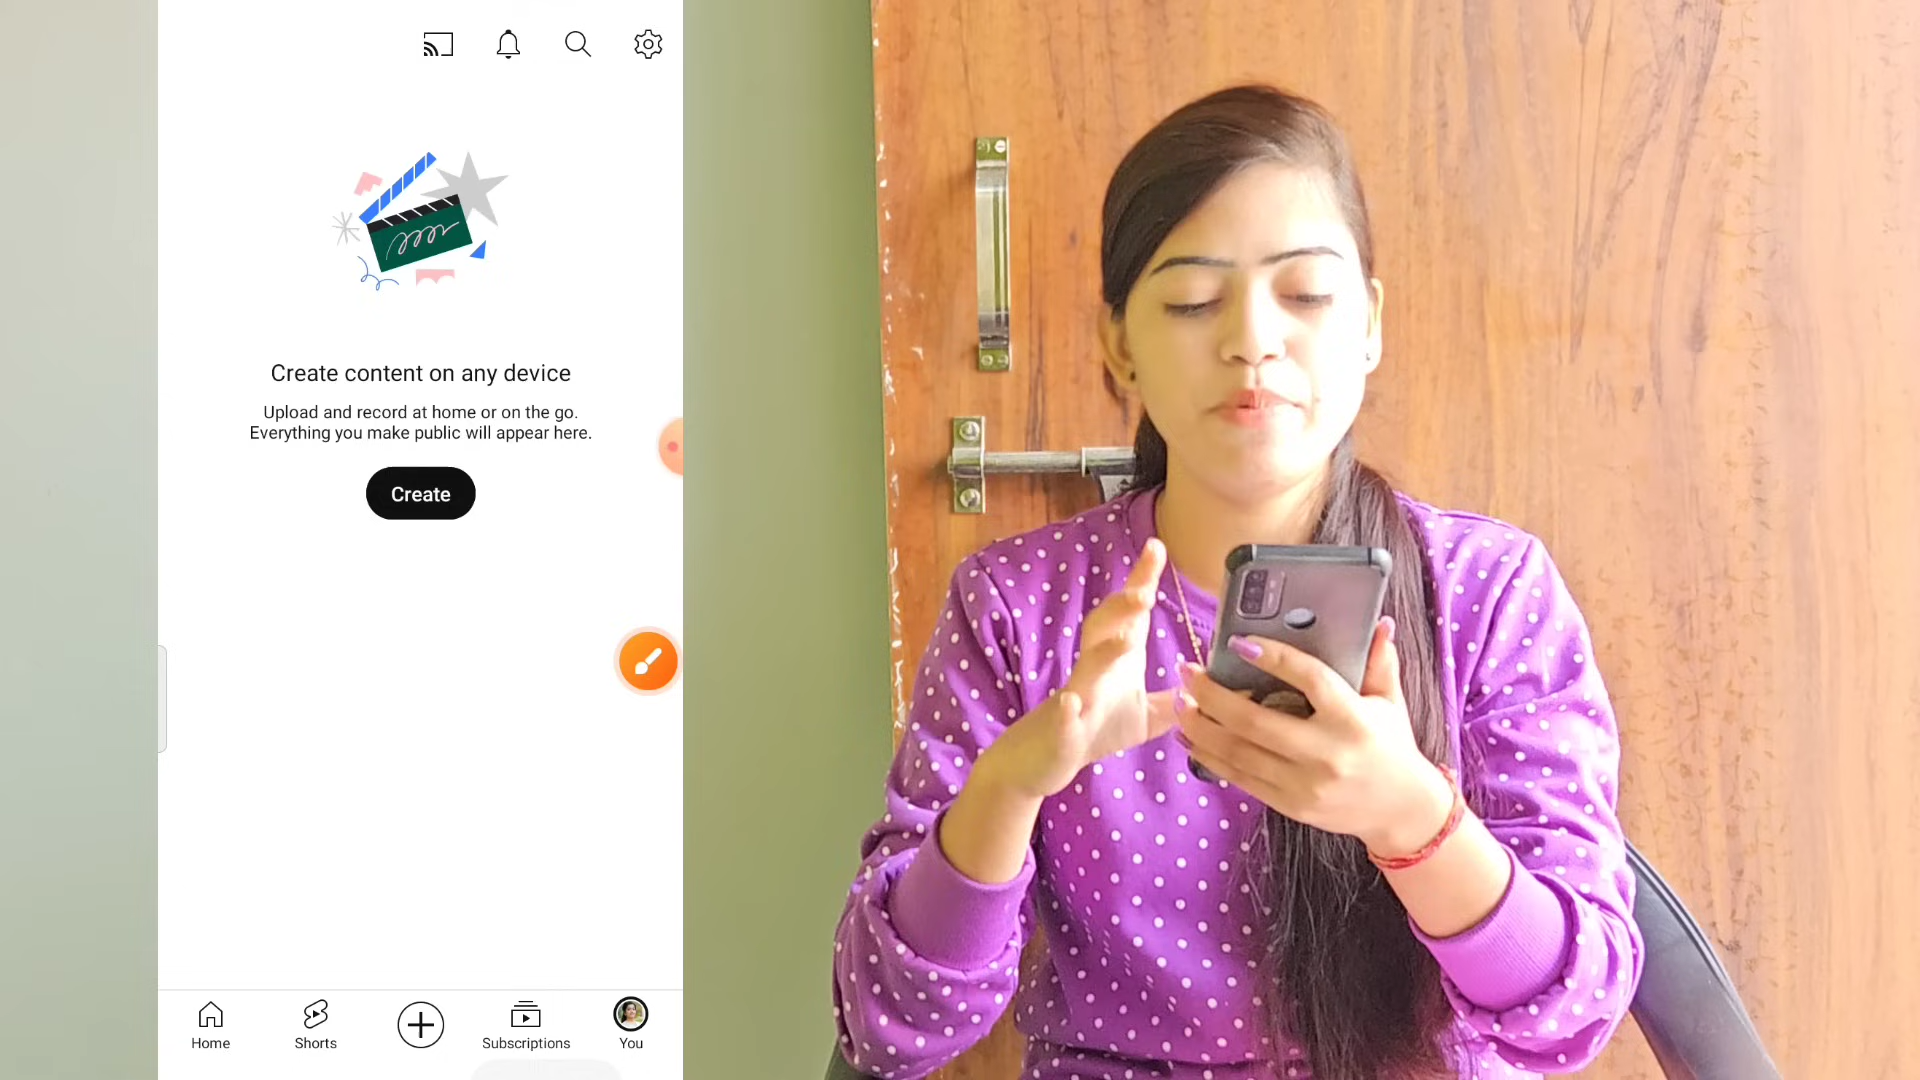 Create content on any device
Upload and record at home or on the go.
Everything you make public will appear here.
Create
Home
Shorts
Subscriptions
You